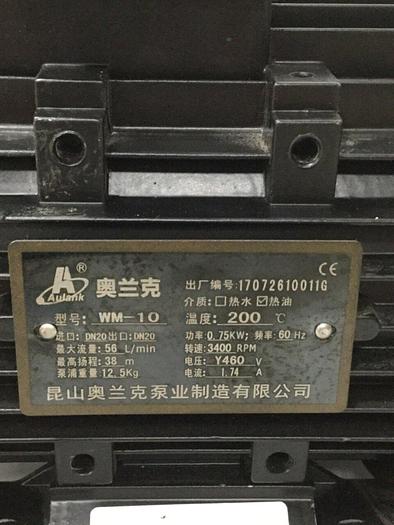 Aulank ® 奥兰克 出厂编号:17072610011G CE
介质:□热水 ☑热油
型号: WM-10 温度: 200 ℃
进口: DN20 出口: DN20 功率: 0.75KW; 频率: 60 Hz
最大流量: 56 L/min 转速: 3400 RPM
最高扬程: 38 m 电压: Y460 V
泵浦重量: 12.5Kg 电流: 1.74 A
昆山奥兰克泵业制造有限公司